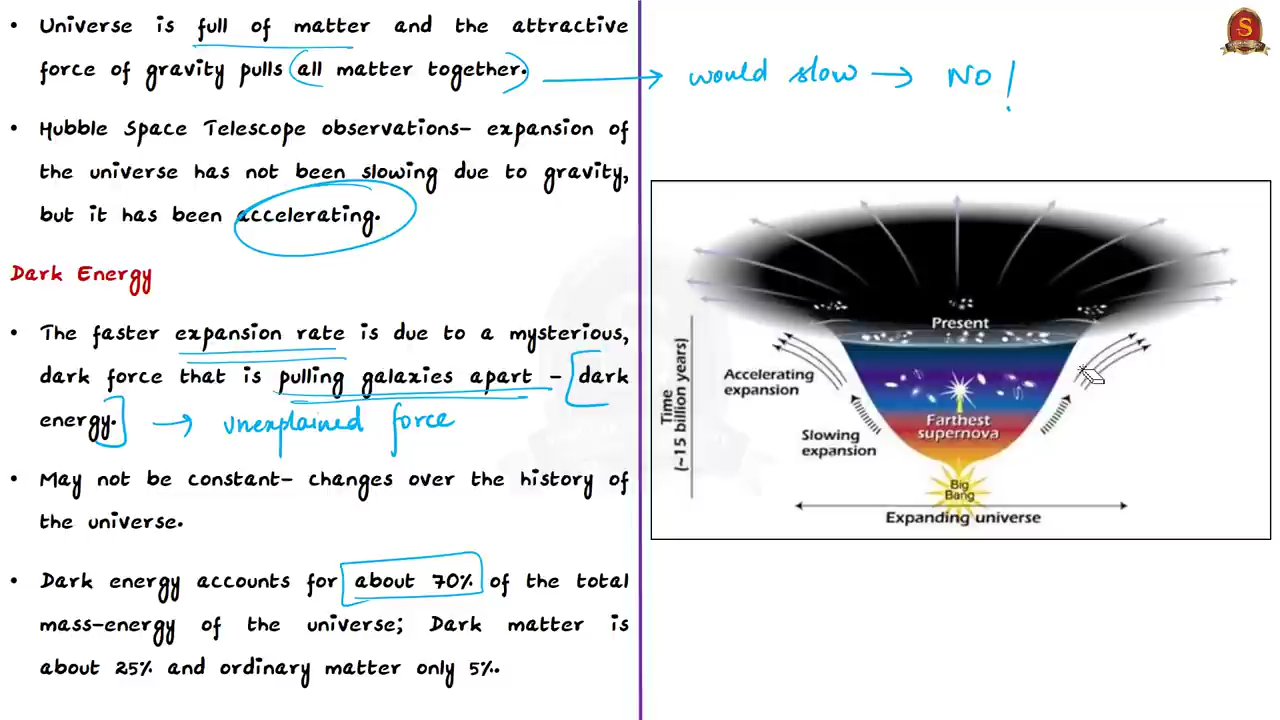 • Universe is full of matter and the attractive
force of gravity pulls all matter together.
• Hubble Space Telescope observations- expansion of
the universe has not been slowing due to gravity,
but it has been accelerating.
Dark Energy
• The faster expansion rate is due to a mysterious,
dark force that is pulling galaxies apart - dark
energy. → unexplained force
• May not be constant- changes over the history of
the universe.
• Dark energy accounts for about 70% of the total
mass-energy of the universe; Dark matter is
about 25% and ordinary matter only 5%.
→ would slow → NO!
Present
Time
(~15 billion years)
Accelerating
expansion
Farthest
supernova
Slowing
expansion
Big
Bang
Expanding universe
S